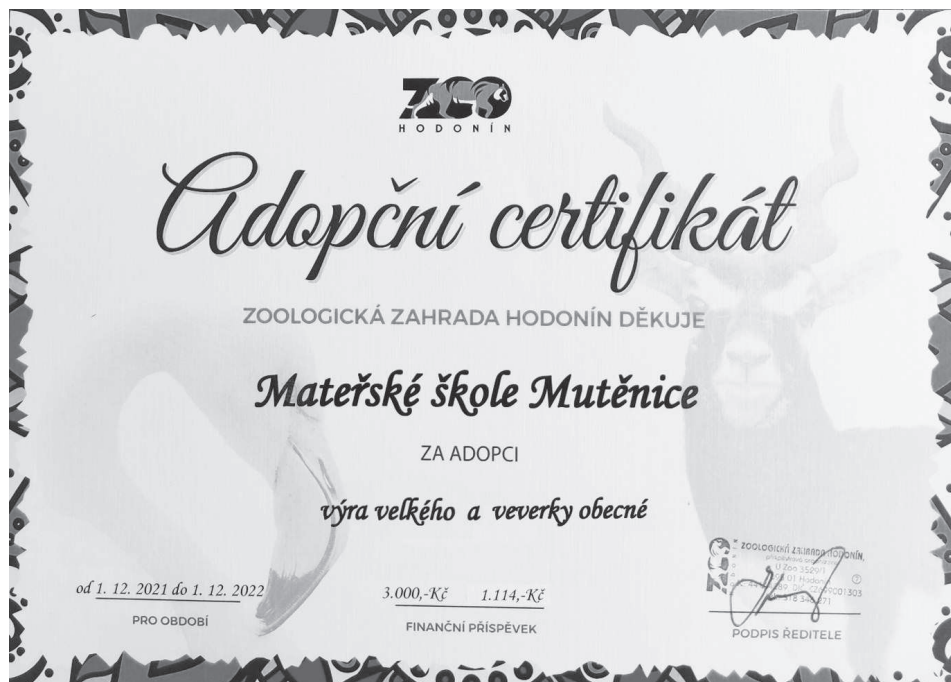 ZOO
HODONÍN
Adopční certifikát
ZOOLOGICKÁ ZAHRADA HODONÍN DĚKUJE
Mateřské škole Mutěnice
ZA ADOPCI
výra velkého a veverky obecné
od 1. 12. 2021 do 1. 12. 2022
PRO OBDOBÍ
3.000,-Kč 1.114,-Kč
FINANČNÍ PŘÍSPĚVEK
ZOOLOGICKÁ ZAHRADA HODONÍN,
U Zoo
01 Hodonín
PODPIS ŘEDITELE